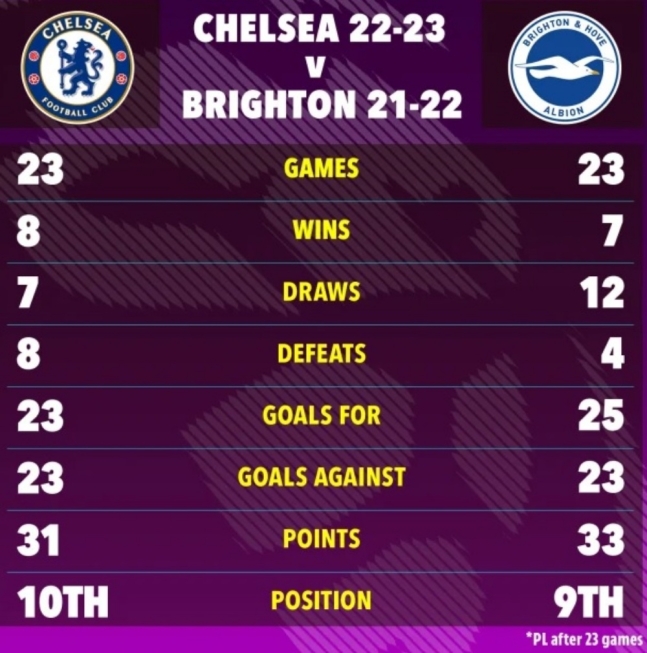 CHELSEA
FOOTBALL CLUB
CHELSEA 22-23
V
BRIGHTON 21-22
BRIGHTON & HOVE
ALBION
23 GAMES 23
8 WINS 7
7 DRAWS 12
8 DEFEATS 4
23 GOALS FOR 25
23 GOALS AGAINST 23
31 POINTS 33
10TH POSITION 9TH
*PL after 23 games